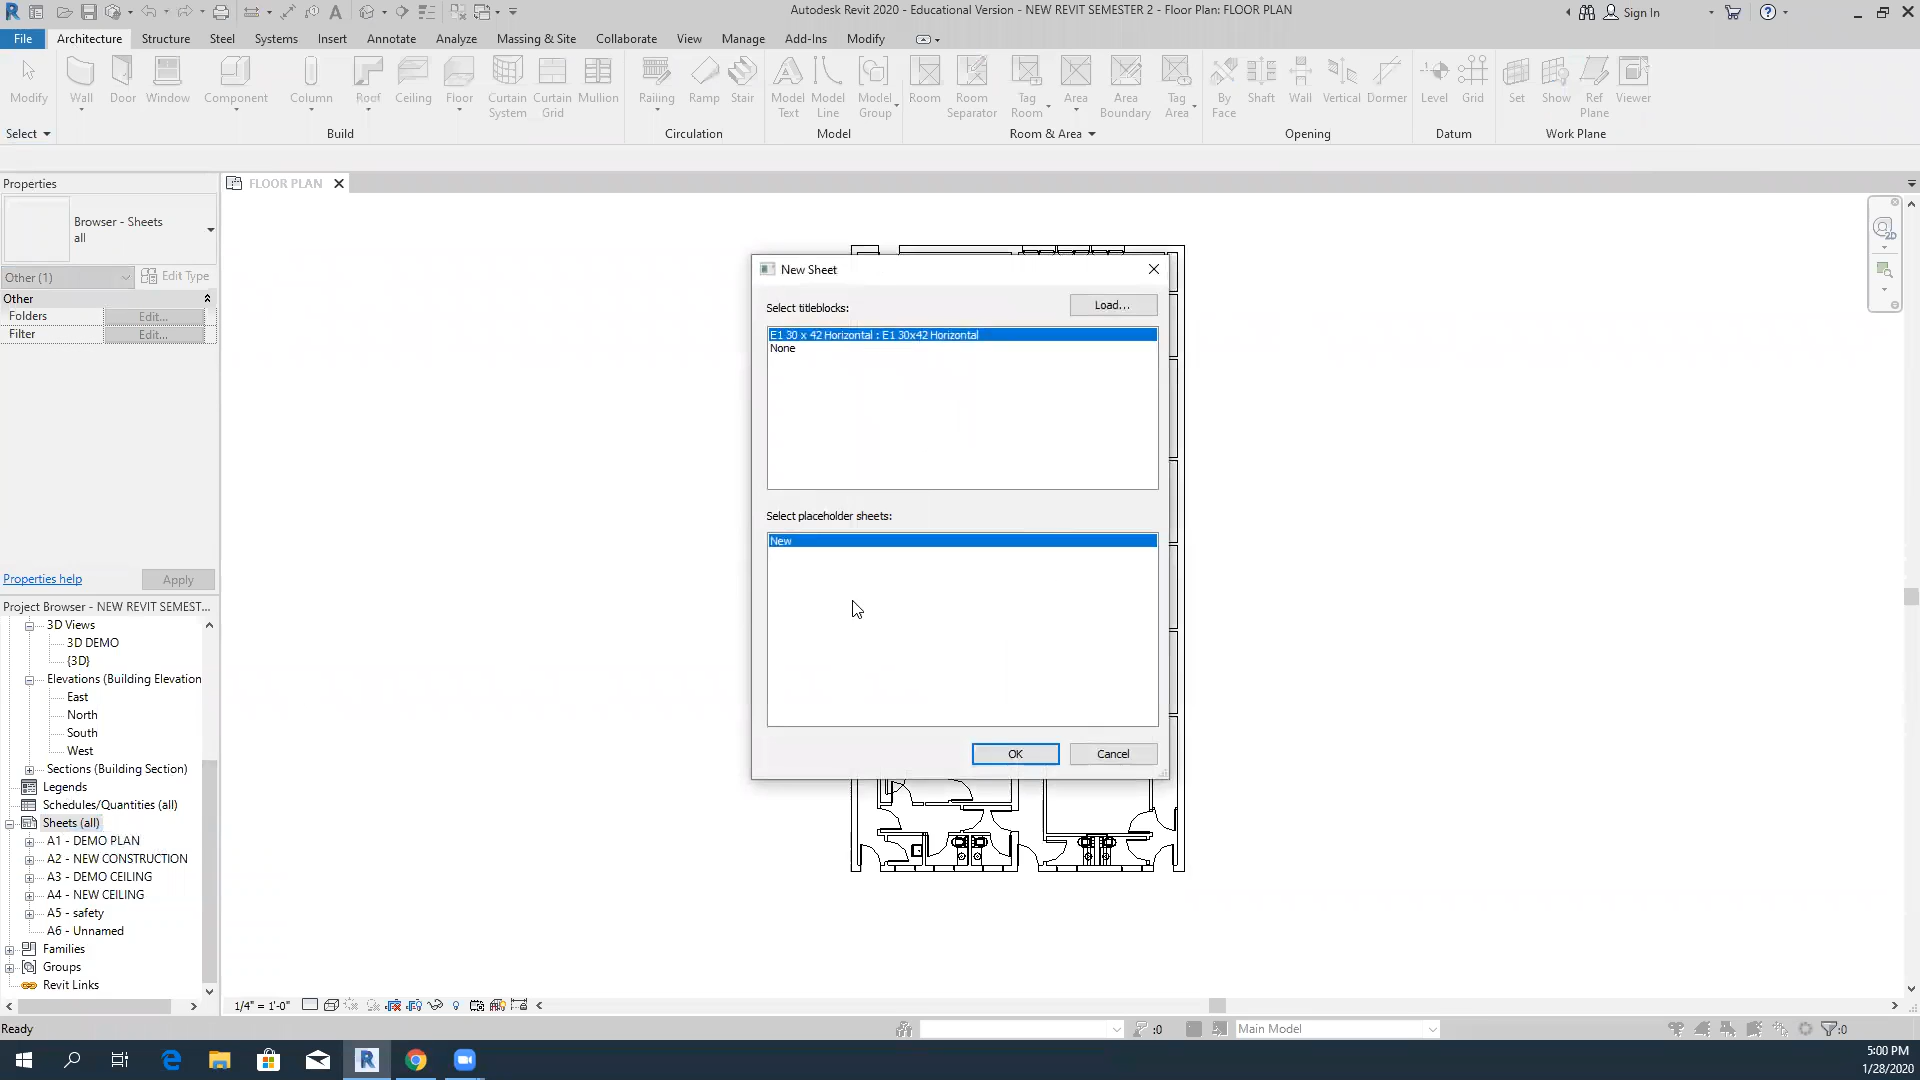 Autodesk Revit 2020 - Educational Version - NEW REVIT SEMESTER 2 - Floor Plan: FLOOR PLAN
Sign In
File Architecture Structure Steel Systems Insert Annotate Analyze Massing & Site Collaborate View Manage Add-Ins Modify
Modify Wall Door Window Component Column Roof Ceiling Floor Curtain System Curtain Grid Mullion Railing Ramp Stair Model Text Model Line Model Group Room Room Separator Tag Room Area Area Boundary Tag Area By Face Shaft Wall Vertical Dormer Level Grid Set Show Ref Plane Viewer
Select Build Circulation Model Room & Area Opening Datum Work Plane
Properties
FLOOR PLAN
Browser - Sheets
all
Other (1) Edit Type
Other
Folders Edit...
Filter Edit...
Properties help Apply
Project Browser - NEW REVIT SEMEST...
3D Views
3D DEMO
{3D}
Elevations (Building Elevation
East
North
South
West
Sections (Building Section)
Legends
Schedules/Quantities (all)
Sheets (all)
A1 - DEMO PLAN
A2 - NEW CONSTRUCTION
A3 - DEMO CEILING
A4 - NEW CEILING
A5 - safety
A6 - Unnamed
Families
Groups
Revit Links
New Sheet
Select titleblocks: Load...
E1 30 x 42 Horizontal : E1 30x42 Horizontal
None
Select placeholder sheets:
New
OK Cancel
2D
1/4" = 1'-0"
Ready :0 Main Model :0
5:00 PM
1/28/2020